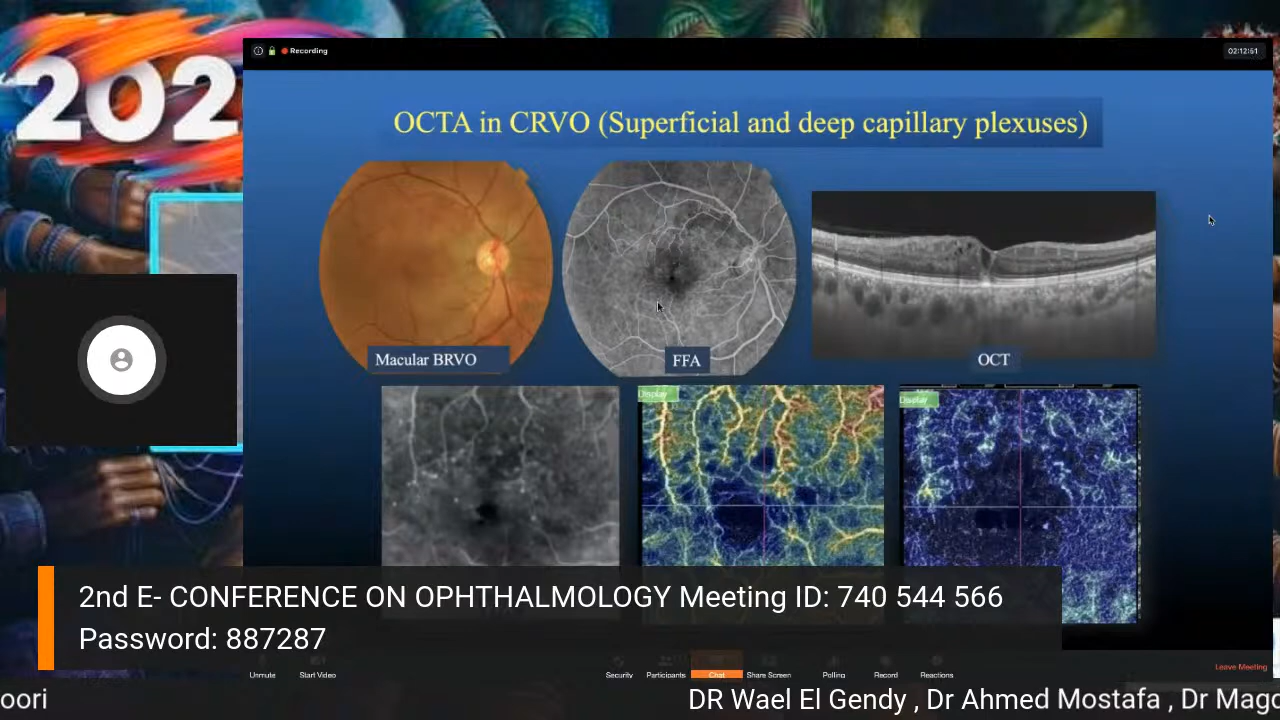 202
Recording
02:12:51
OCTA in CRVO (Superficial and deep capillary plexuses)
Macular BRVO
FFA
OCT
Display
Display
2nd E- CONFERENCE ON OPHTHALMOLOGY Meeting ID: 740 544 566
Password: 887287
Unmute
Start Video
Security
Participants
Chat
Share Screen
Polling
Record
Reactions
Leave Meeting
oori
DR Wael El Gendy , Dr Ahmed Mostafa , Dr Magd